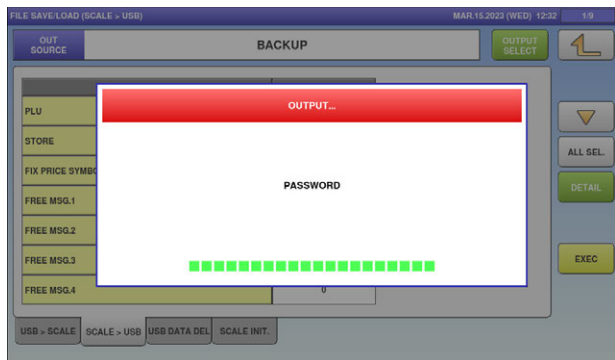 FILE SAVE/LOAD (SCALE > USB) MAR.15.2023 (WED) 12:32 1/9
OUT SOURCE BACKUP OUTPUT SELECT
OUTPUT...
PLU
STORE
ALL SEL.
FIX PRICE SYMBO
PASSWORD
DETAIL
FREE MSG.1
FREE MSG.2
FREE MSG.3
EXEC
FREE MSG.4 0
USB > SCALE SCALE > USB USB DATA DEL SCALE INIT.